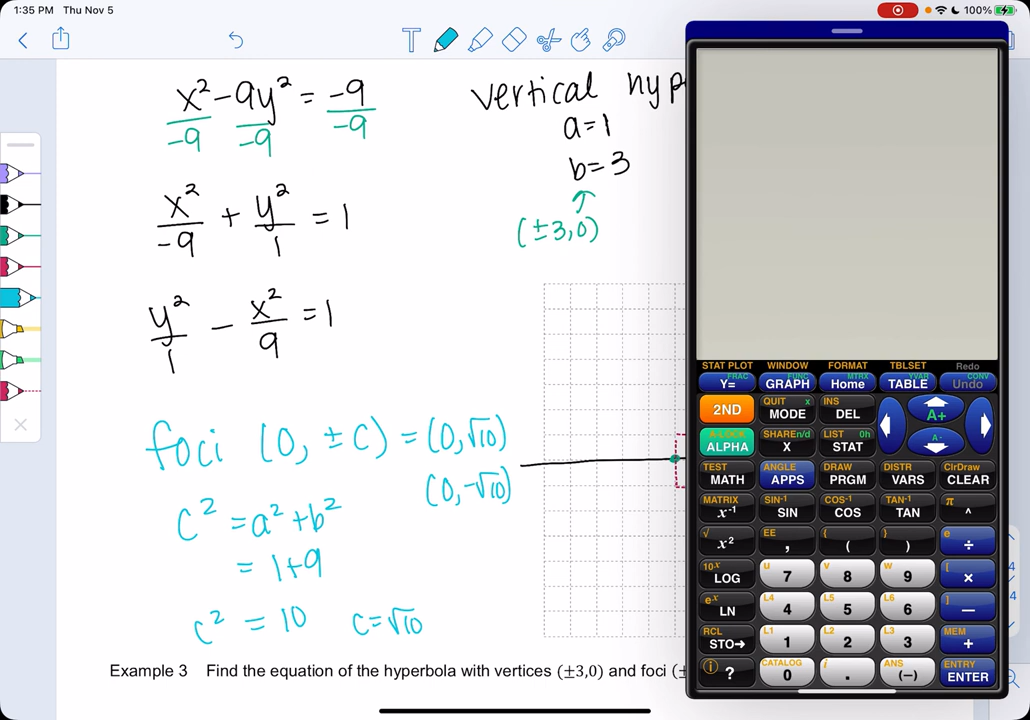 1:35 PM Thu Nov 5
100%
x² - 9y² = -9
-9 -9 -9
x²/-9 + y²/1 = 1
y²/1 - x²/9 = 1
vertical hyp
a=1
b=3
(±3,0)
foci (0, ±c) = (0,√10)
(0,-√10)
c² = a² + b²
= 1+9
c² = 10 c=√10
Example 3 Find the equation of the hyperbola with vertices (±3,0) and foci (±
STAT PLOT WINDOW FORMAT TBLSET Redo
Y= GRAPH Home TABLE Undo
QUIT x INS
2ND MODE DEL A+
A-LOCK SHARE n/d LIST 0h
ALPHA X STAT A-
TEST ANGLE DRAW DISTR ClrDraw
MATH APPS PRGM VARS CLEAR
MATRIX SIN-1 COS-1 TAN-1 π
x-1 SIN COS TAN ^
√ EE { } e
x² , ( ) ÷
10x u v w [
LOG 7 8 9 ×
ex L4 L5 L6 ]
LN 4 5 6 −
RCL L1 L2 L3 MEM
STO→ 1 2 3 +
CATALOG i ANS ENTRY
? 0 . (−) ENTER